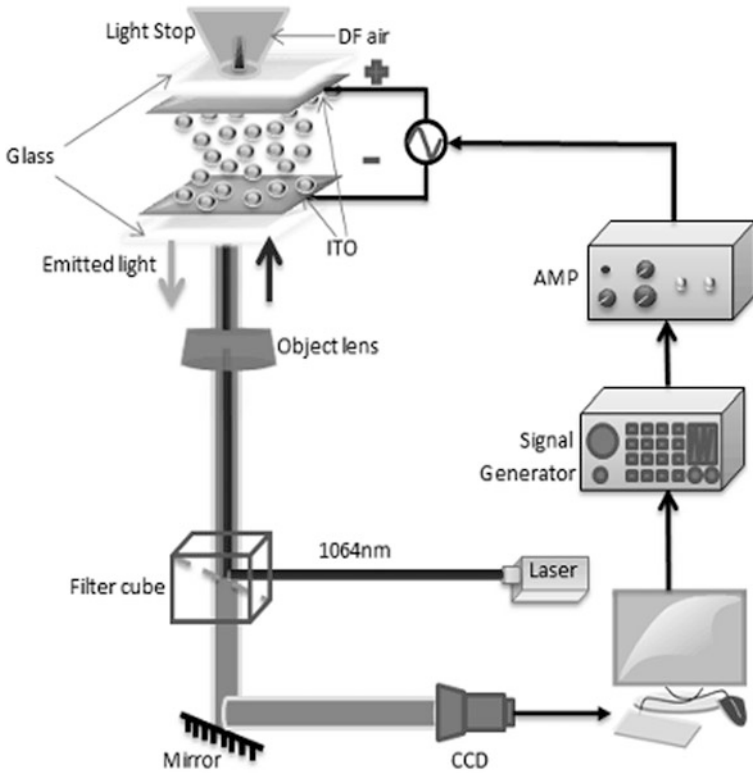 Light Stop
DF air
+
Glass
-
ITO
Emitted light
AMP
Object lens
Signal
Generator
1064nm
Laser
Filter cube
Mirror
CCD